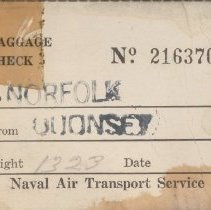 AGGAGE
HECK
Nº 216370
NORFOLK
rom QUONSET
ight 1223 Date
Naval Air Transport Service